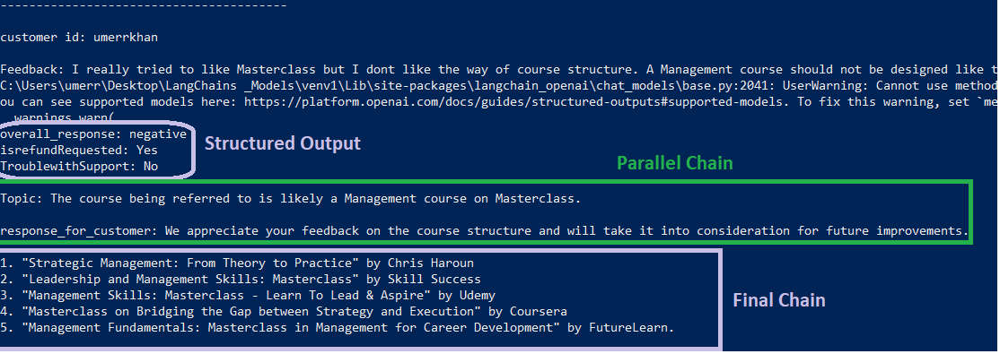 ----------------------------------------
customer id: umerrkhan
Feedback: I really tried to like Masterclass but I dont like the way of course structure. A Management course should not be designed like t
C:\Users\umerr\Desktop\LangChains _Models\venv1\Lib\site-packages\langchain_openai\chat_models\base.py:2041: UserWarning: Cannot use method
ou can see supported models here: https://platform.openai.com/docs/guides/structured-outputs#supported-models. To fix this warning, set `me
warnings.warn(
overall_response: negative
isrefundRequested: Yes
Structured Output
TroublewithSupport: No
Parallel Chain
Topic: The course being referred to is likely a Management course on Masterclass.
response_for_customer: We appreciate your feedback on the course structure and will take it into consideration for future improvements.
1. "Strategic Management: From Theory to Practice" by Chris Haroun
2. "Leadership and Management Skills: Masterclass" by Skill Success
3. "Management Skills: Masterclass - Learn To Lead & Aspire" by Udemy
Final Chain
4. "Masterclass on Bridging the Gap between Strategy and Execution" by Coursera
5. "Management Fundamentals: Masterclass in Management for Career Development" by FutureLearn.